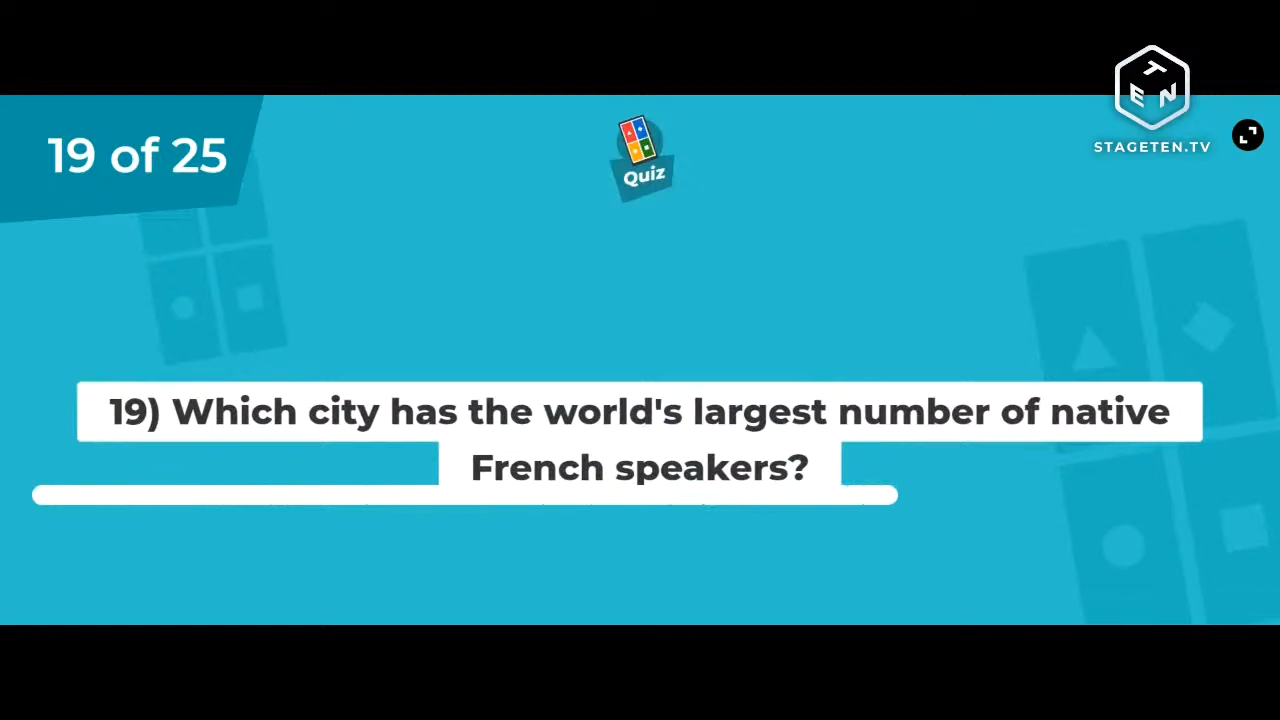 T
E N
STAGETEN.TV
19 of 25
Quiz
19) Which city has the world's largest number of native
French speakers?